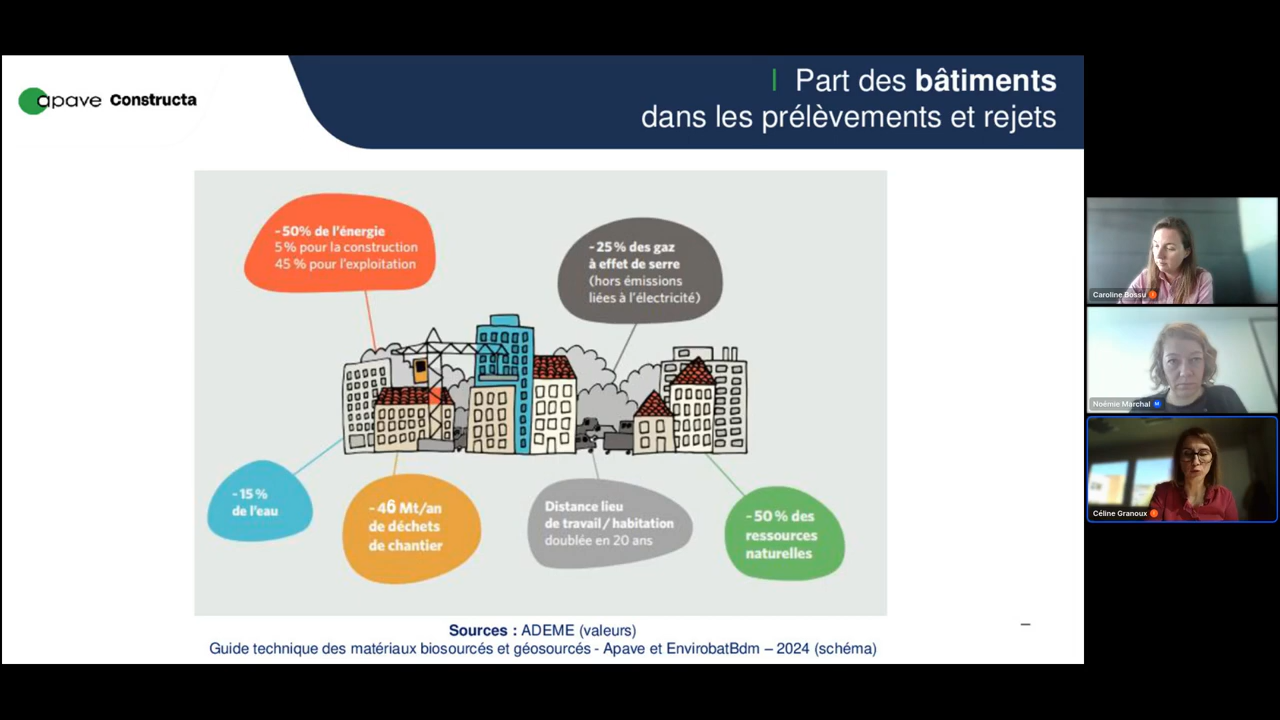 apave Constructa
| Part des bâtiments
dans les prélèvements et rejets
~50% de l'énergie
5% pour la construction
45 % pour l'exploitation
~25% des gaz
à effet de serre
(hors émissions
liées à l'électricité)
~15 %
de l'eau
~46 Mt/an
de déchets
de chantier
Distance lieu
de travail / habitation
doublée en 20 ans
~50 % des
ressources
naturelles
Sources : ADEME (valeurs)
Guide technique des matériaux biosourcés et géosourcés - Apave et EnvirobatBdm – 2024 (schéma)
Caroline Bossu
Noémie Marchal
Céline Granoux